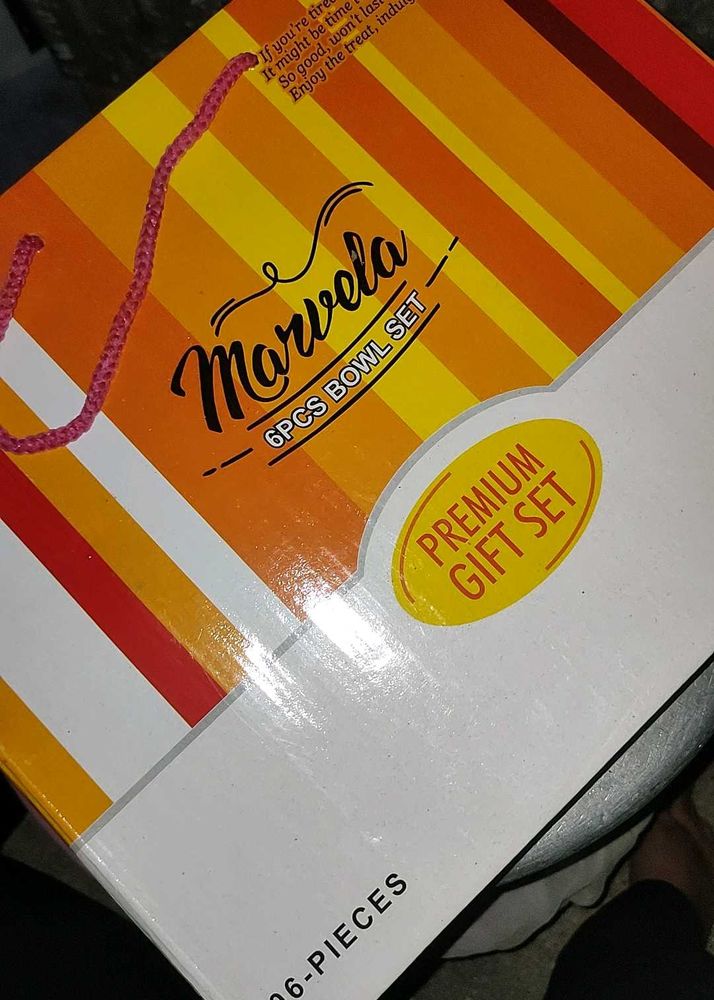 If you're tired
It might be time
So good, won't last
Enjoy the treat, indulg
Marvela
6PCS BOWL SET
PREMIUM
GIFT SET
06-PIECES